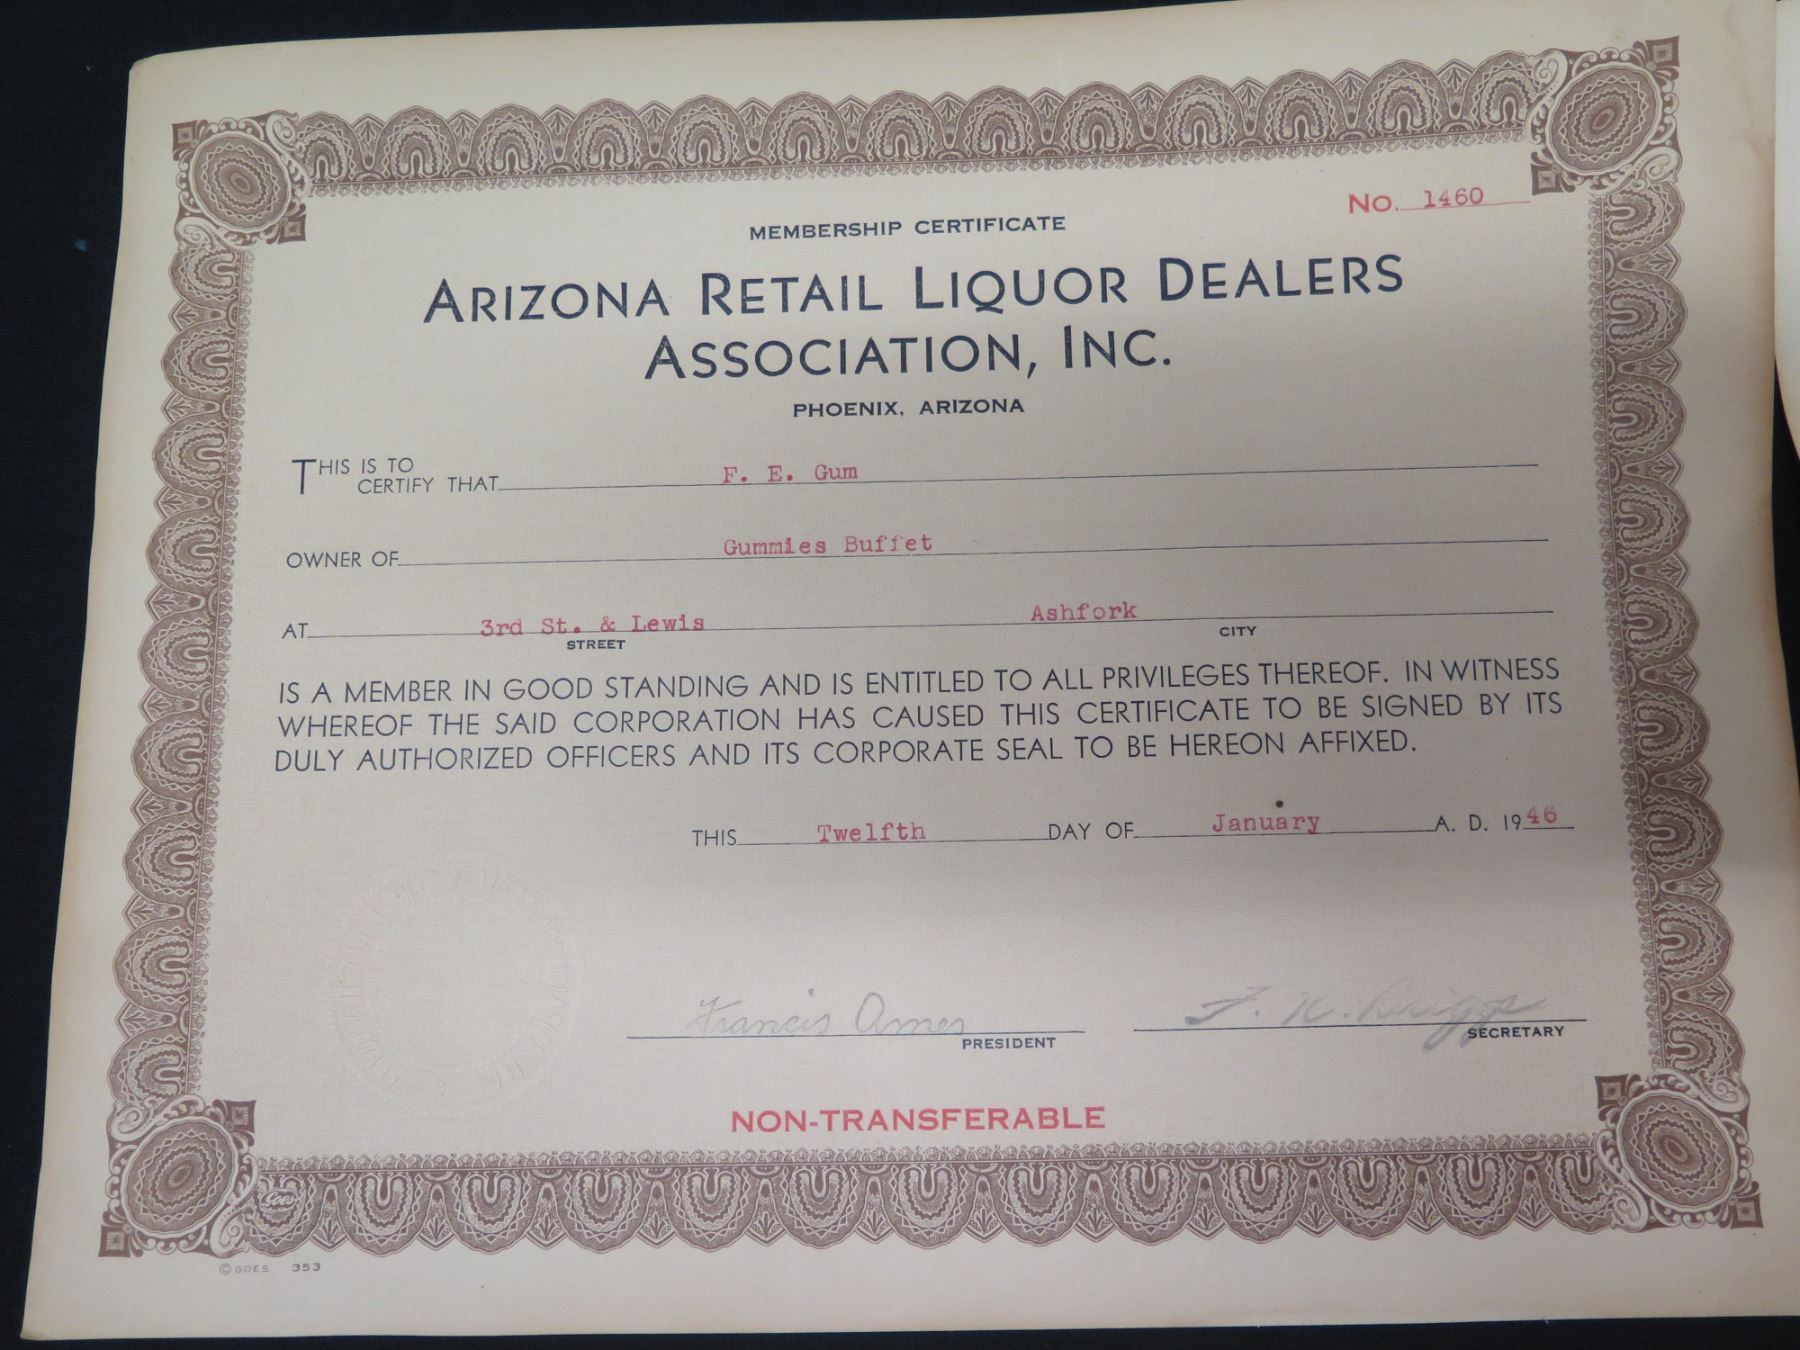 No. 1460
MEMBERSHIP CERTIFICATE
ARIZONA RETAIL LIQUOR DEALERS
ASSOCIATION, INC.
PHOENIX, ARIZONA
THIS IS TO
CERTIFY THAT F. E. Gum
OWNER OF Gummies Buffet
AT 3rd St. & Lewis Ashfork
STREET CITY
IS A MEMBER IN GOOD STANDING AND IS ENTITLED TO ALL PRIVILEGES THEREOF. IN WITNESS
WHEREOF THE SAID CORPORATION HAS CAUSED THIS CERTIFICATE TO BE SIGNED BY ITS
DULY AUTHORIZED OFFICERS AND ITS CORPORATE SEAL TO BE HEREON AFFIXED.
THIS Twelfth DAY OF January A. D. 1946
Francis Ames
PRESIDENT
SECRETARY
NON-TRANSFERABLE
Goes
© GOES 353